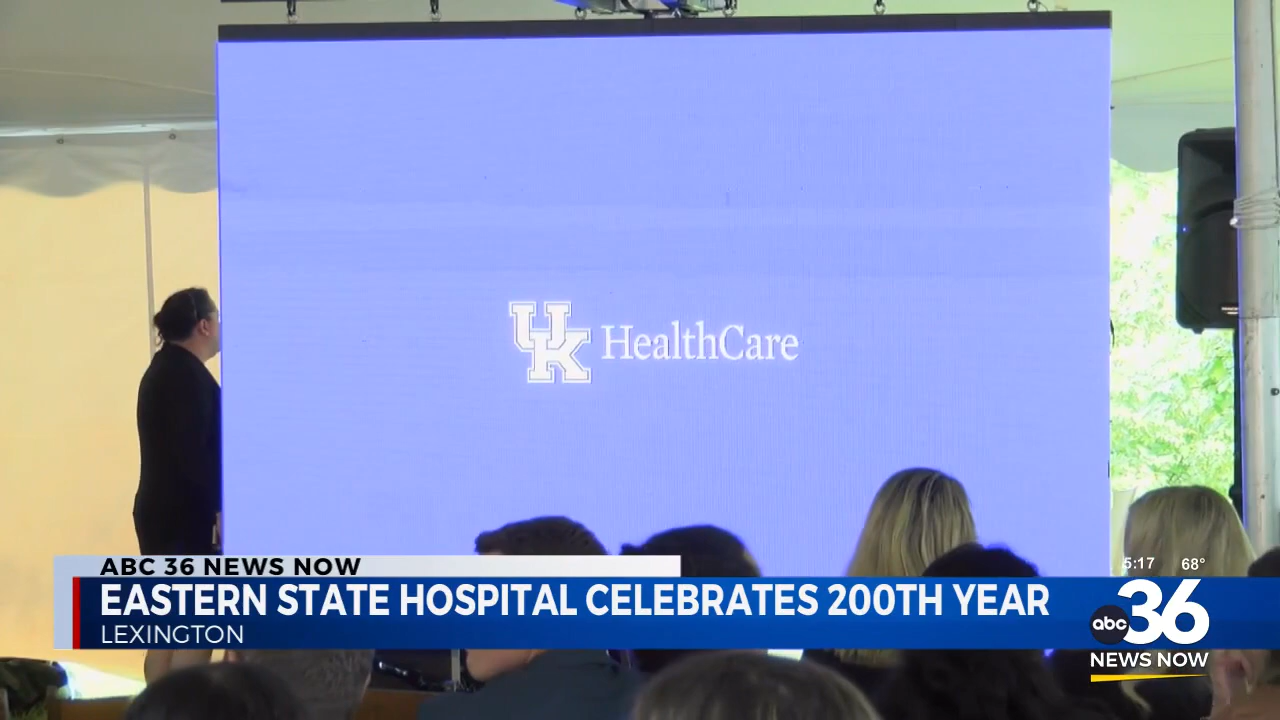 UK HealthCare
ABC 36 NEWS NOW
EASTERN STATE HOSPITAL CELEBRATES 200TH YEAR
LEXINGTON
5:17 68°
abc 36
NEWS NOW